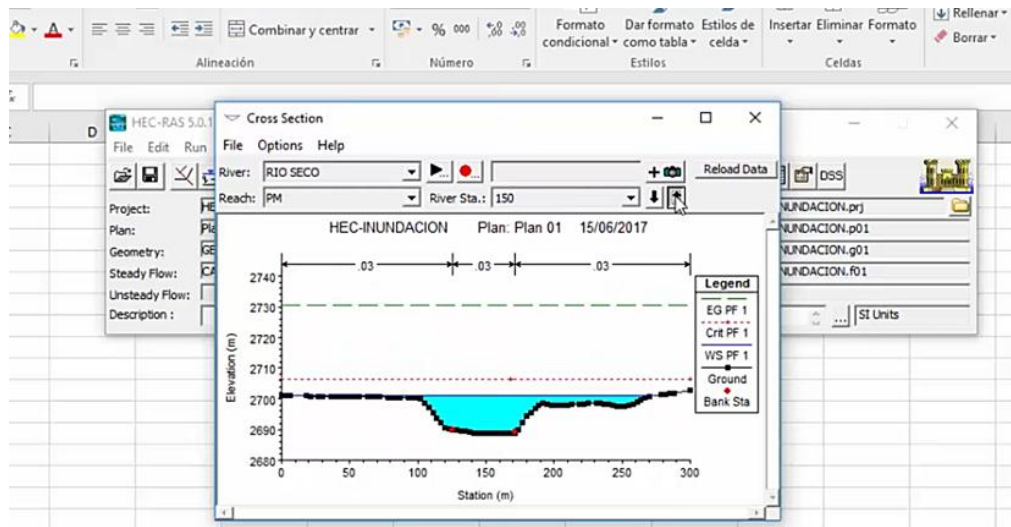 Combinar y centrar
% 000
Formato condicional
Dar formato como tabla
Estilos de celda
Insertar Eliminar Formato
Rellenar
Borrar
Alineación
Número
Estilos
Celdas
D
HEC-RAS 5.0.1
File Edit Run
Project:
Plan:
Geometry:
Steady Flow:
Unsteady Flow:
Description :
DSS
NUNDACION.prj
NUNDACION.p01
NUNDACION.g01
NUNDACION.f01
... SI Units
Cross Section
File Options Help
River: RIO SECO
Reload Data
Reach: PM River Sta.: 150
HEC-INUNDACION Plan: Plan 01 15/06/2017
.03 .03 .03
2740
2730
2720
2710
2700
2690
2680
Elevation (m)
0 50 100 150 200 250 300
Station (m)
Legend
EG PF 1
Crit PF 1
WS PF 1
Ground
Bank Sta